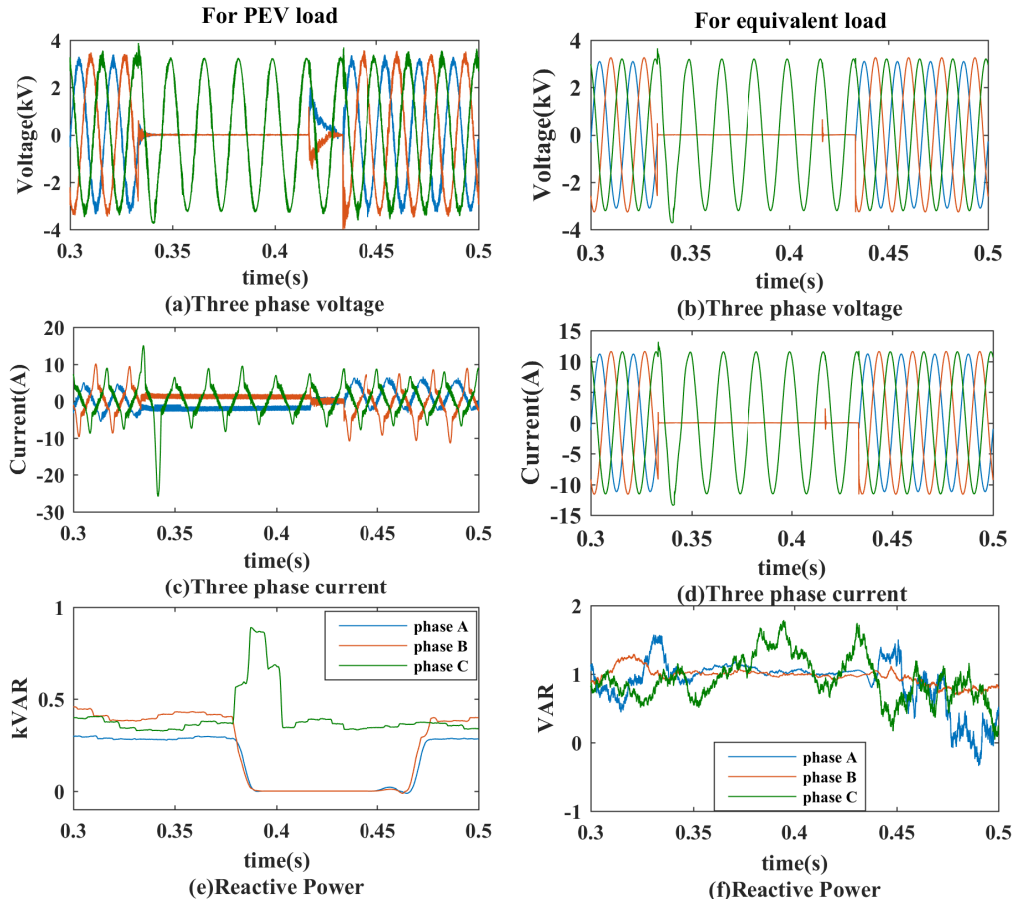 For PEV load
For equivalent load
Voltage(kV)
4
2
0
-2
-4
0.3 0.35 0.4 0.45 0.5
time(s)
(a)Three phase voltage
Voltage(kV)
4
2
0
-2
-4
0.3 0.35 0.4 0.45 0.5
time(s)
(b)Three phase voltage
Current(A)
20
10
0
-10
-20
-30
0.3 0.35 0.4 0.45 0.5
time(s)
(c)Three phase current
Current(A)
15
10
5
0
-5
-10
-15
0.3 0.35 0.4 0.45 0.5
time(s)
(d)Three phase current
kVAR
1
0.5
0
phase A
phase B
phase C
0.3 0.35 0.4 0.45 0.5
time(s)
(e)Reactive Power
VAR
2
1
0
-1
phase A
phase B
phase C
0.3 0.35 0.4 0.45 0.5
time(s)
(f)Reactive Power